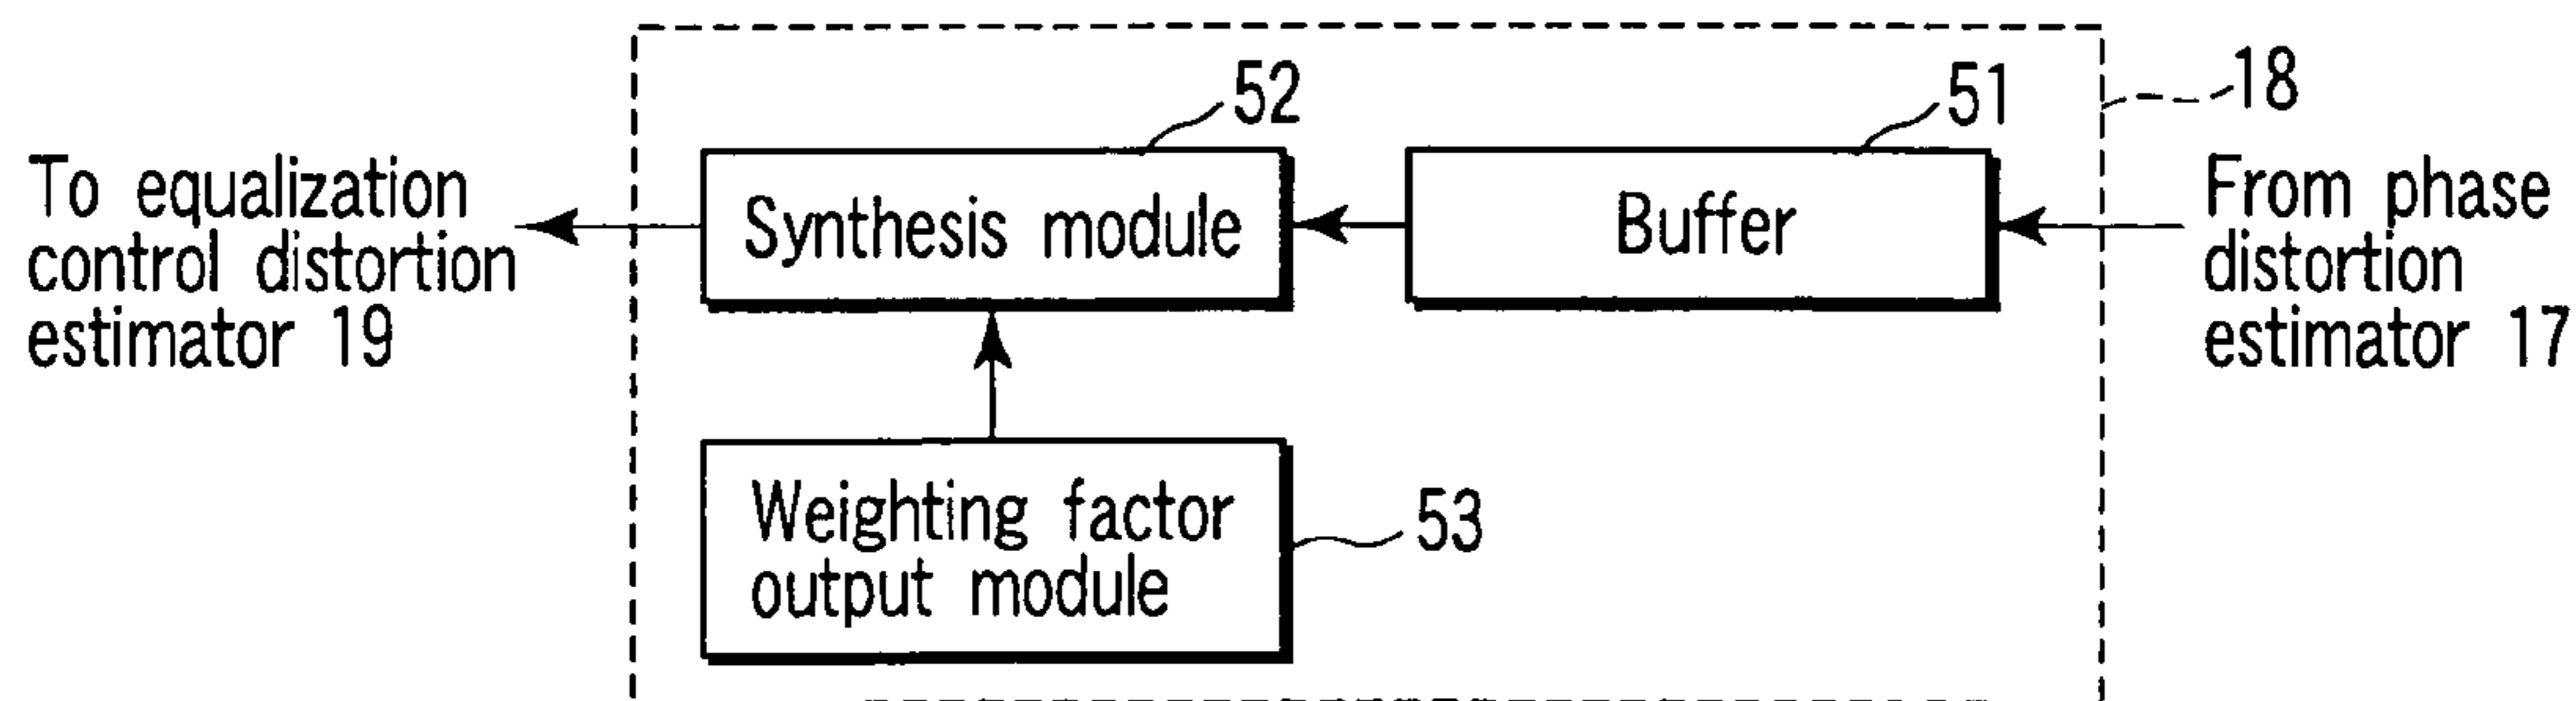 52
51
18
To equalization
control distortion
estimator 19
Synthesis module
Buffer
From phase
distortion
estimator 17
Weighting factor
output module
53